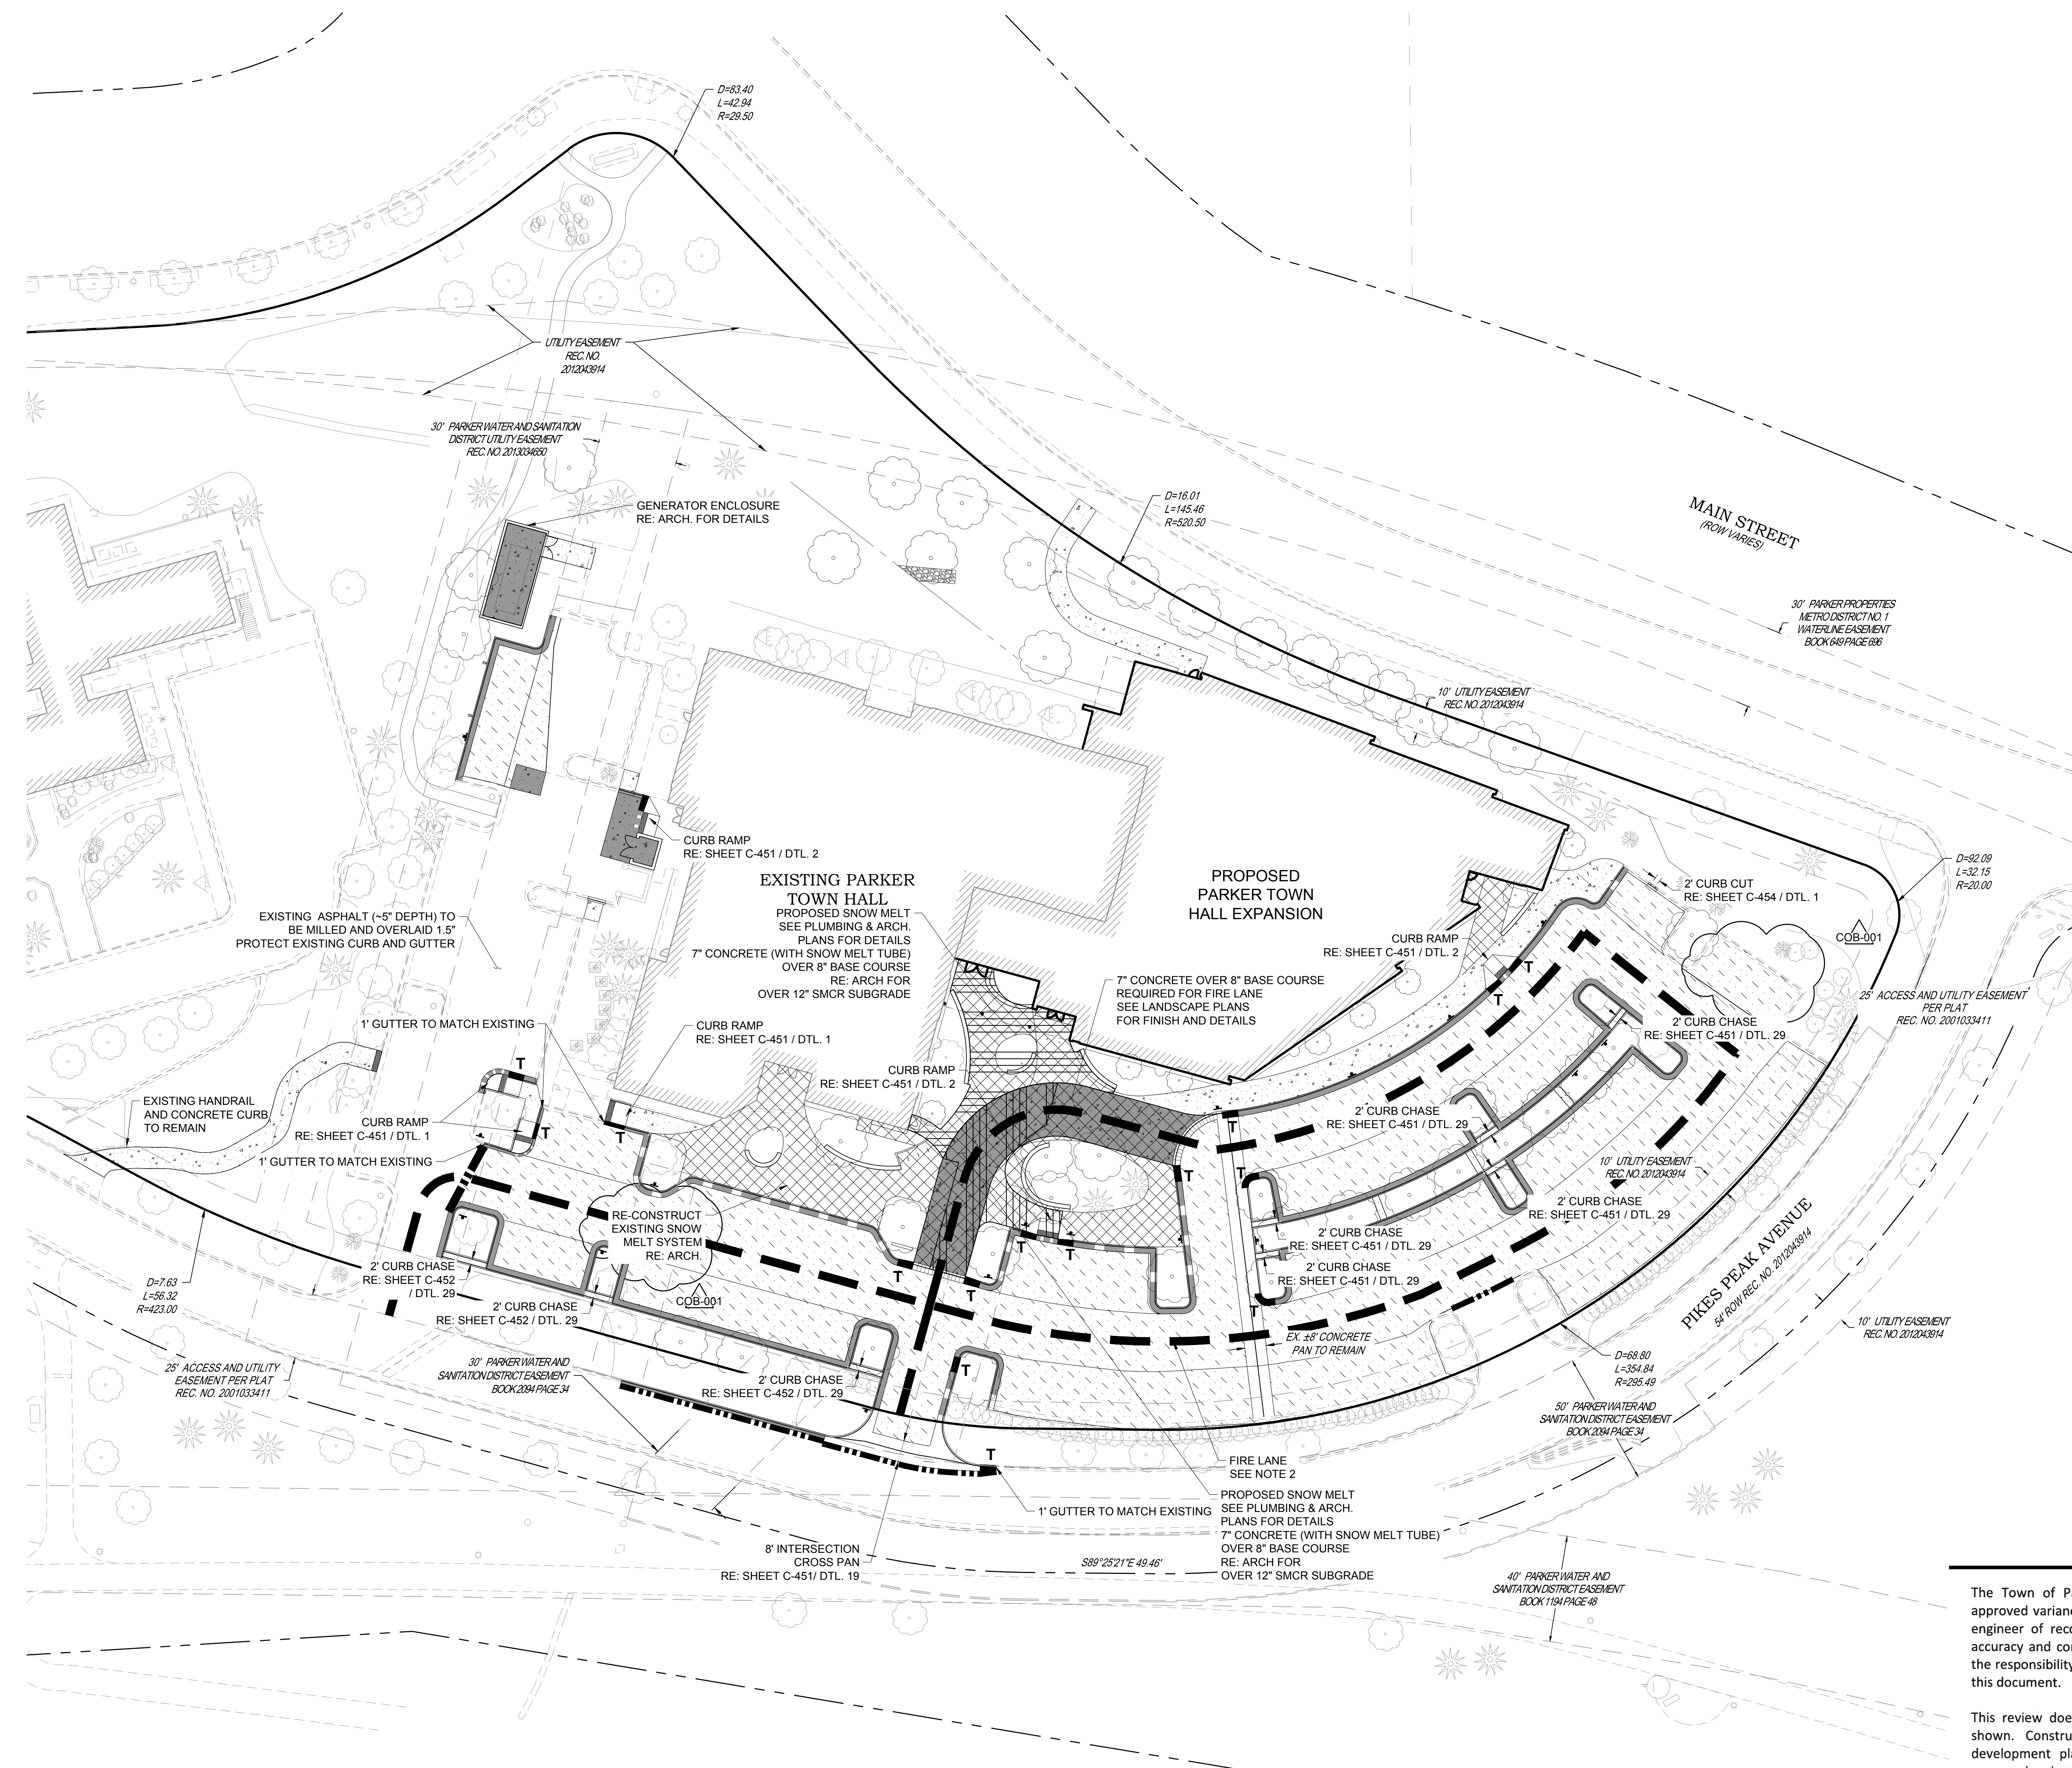 D=83.40
L=42.94
R=29.50
UTILITY EASEMENT
REC. NO.
2012043914
30' PARKER WATER AND SANITATION
DISTRICT UTILITY EASEMENT
REC. NO. 2013034650
GENERATOR ENCLOSURE
RE: ARCH. FOR DETAILS
D=16.01
L=145.46
R=520.50
MAIN STREET
(ROW VARIES)
30' PARKER PROPERTIES
METRO DISTRICT NO. 1
WATERLINE EASEMENT
BOOK 649 PAGE 696
10' UTILITY EASEMENT
REC. NO. 2012043914
CURB RAMP
RE: SHEET C-451 / DTL. 2
EXISTING PARKER
TOWN HALL
PROPOSED
PARKER TOWN
HALL EXPANSION
D=92.09
L=32.15
R=20.00
2' CURB CUT
RE: SHEET C-454 / DTL. 1
COB-001
EXISTING ASPHALT (~5" DEPTH) TO
BE MILLED AND OVERLAID 1.5"
PROTECT EXISTING CURB AND GUTTER
PROPOSED SNOW MELT
SEE PLUMBING & ARCH.
PLANS FOR DETAILS
7" CONCRETE (WITH SNOW MELT TUBE)
OVER 8" BASE COURSE
RE: ARCH FOR
OVER 12" SMCR SUBGRADE
CURB RAMP
RE: SHEET C-451 / DTL. 2
7" CONCRETE OVER 8" BASE COURSE
REQUIRED FOR FIRE LANE
SEE LANDSCAPE PLANS
FOR FINISH AND DETAILS
T
T
25' ACCESS AND UTILITY EASEMENT
PER PLAT
REC. NO. 2001033411
1' GUTTER TO MATCH EXISTING
CURB RAMP
RE: SHEET C-451 / DTL. 1
2' CURB CHASE
RE: SHEET C-451 / DTL. 29
CURB RAMP
RE: SHEET C-451 / DTL. 2
T
EXISTING HANDRAIL
AND CONCRETE CURB
TO REMAIN
CURB RAMP
RE: SHEET C-451 / DTL. 1
T
T
T
2' CURB CHASE
RE: SHEET C-451 / DTL. 29
1' GUTTER TO MATCH EXISTING
T
T
10' UTILITY EASEMENT
REC. NO. 2012043914
2' CURB CHASE
RE: SHEET C-451 / DTL. 29
RE-CONSTRUCT
EXISTING SNOW
MELT SYSTEM
RE: ARCH.
COB-001
T
T
T
T
2' CURB CHASE
RE: SHEET C-451 / DTL. 29
2' CURB CHASE
RE: SHEET C-451 / DTL. 29
T
PIKES PEAK AVENUE
54' ROW REC. NO. 2012043914
D=7.63
L=56.32
R=423.00
2' CURB CHASE
RE: SHEET C-452
/ DTL. 29
2' CURB CHASE
RE: SHEET C-452 / DTL. 29
EX. ±8' CONCRETE
PAN TO REMAIN
10' UTILITY EASEMENT
REC. NO. 2012043914
25' ACCESS AND UTILITY
EASEMENT PER PLAT
REC. NO. 2001033411
30' PARKER WATER AND
SANITATION DISTRICT EASEMENT
BOOK 2094 PAGE 34
2' CURB CHASE
RE: SHEET C-452 / DTL. 29
T
D=68.80
L=354.84
R=295.49
50' PARKER WATER AND
SANITATION DISTRICT EASEMENT
BOOK 2094 PAGE 34
T
FIRE LANE
SEE NOTE 2
1' GUTTER TO MATCH EXISTING
PROPOSED SNOW MELT
SEE PLUMBING & ARCH.
PLANS FOR DETAILS
7" CONCRETE (WITH SNOW MELT TUBE)
OVER 8" BASE COURSE
RE: ARCH FOR
OVER 12" SMCR SUBGRADE
8' INTERSECTION
CROSS PAN
RE: SHEET C-451/ DTL. 19
S89°25'21"E 49.46'
40' PARKER WATER AND
SANITATION DISTRICT EASEMENT
BOOK 1194 PAGE 48
The Town of
approved
engineer of
accuracy and
the responsibility
this document.
This review
shown.
development